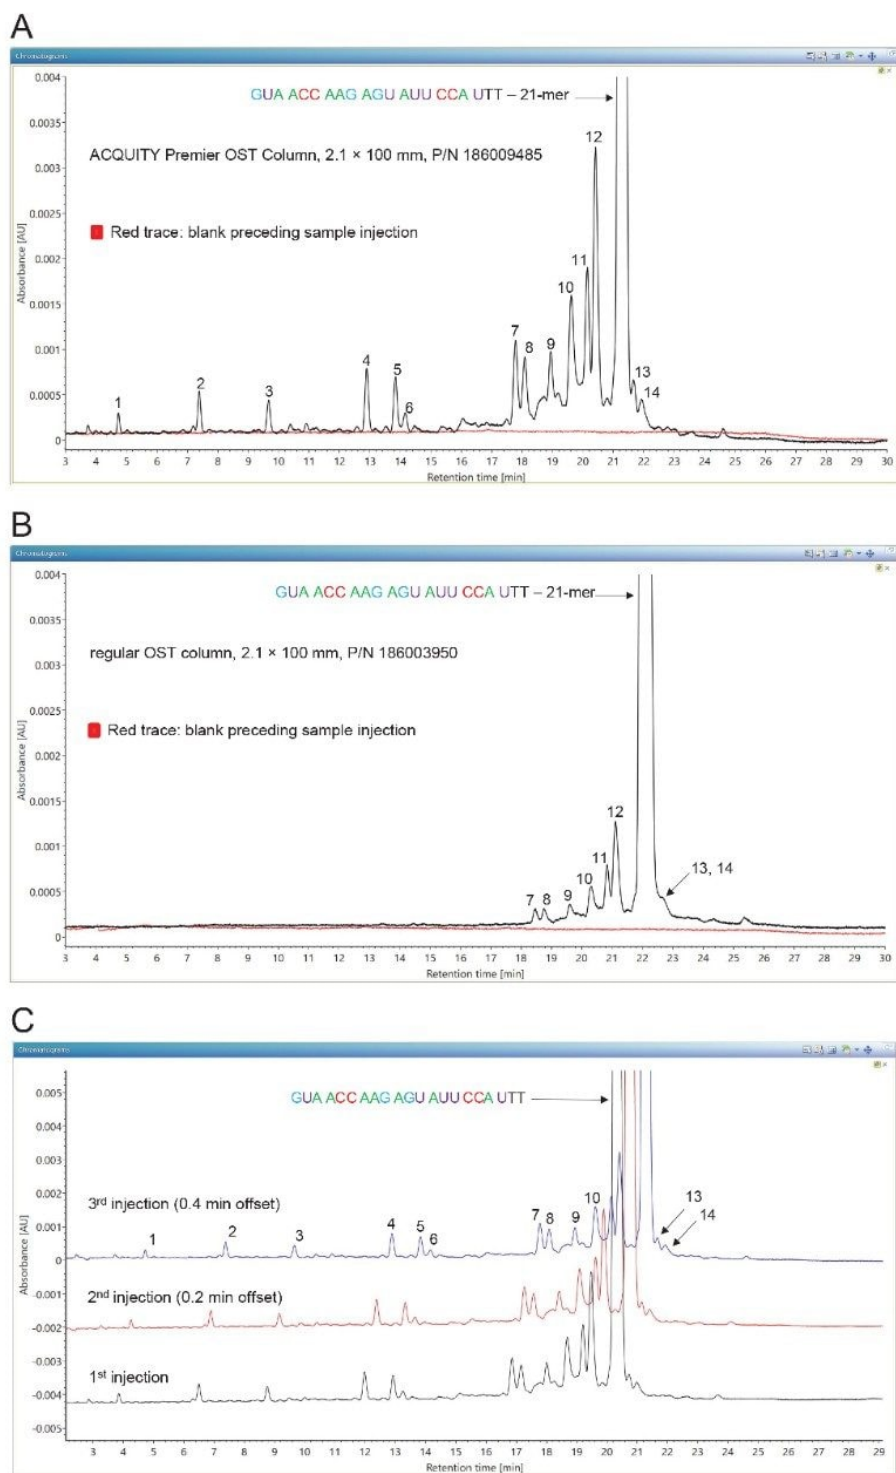 A
Chromatograms
GUA ACC AAG AGU AUU CCA UTT – 21-mer
ACQUITY Premier OST Column, 2.1 × 100 mm, P/N 186009485
Red trace: blank preceding sample injection
Absorbance [AU]
0.004
0.0035
0.003
0.0025
0.002
0.0015
0.001
0.0005
0
1 2 3 4 5 6 7 8 9 10 11 12 13 14
3 4 5 6 7 8 9 10 11 12 13 14 15 16 17 18 19 20 21 22 23 24 25 26 27 28 29 30
Retention time [min]
B
Chromatograms
GUA ACC AAG AGU AUU CCA UTT – 21-mer
regular OST column, 2.1 × 100 mm, P/N 186003950
Red trace: blank preceding sample injection
Absorbance [AU]
0.004
0.0035
0.003
0.0025
0.002
0.0015
0.001
0.0005
0
7 8 9 10 11 12 13, 14
3 4 5 6 7 8 9 10 11 12 13 14 15 16 17 18 19 20 21 22 23 24 25 26 27 28 29 30
Retention time [min]
C
Chromatograms
GUA ACC AAG AGU AUU CCA UTT
3rd injection (0.4 min offset)
1 2 3 4 5 6 7 8 9 10 13 14
2nd injection (0.2 min offset)
1st injection
Absorbance [AU]
0.005
0.004
0.003
0.002
0.001
0.000
-0.001
-0.002
-0.003
-0.004
-0.005
3 4 5 6 7 8 9 10 11 12 13 14 15 16 17 18 19 20 21 22 23 24 25 26 27 28 29
Retention time [min]